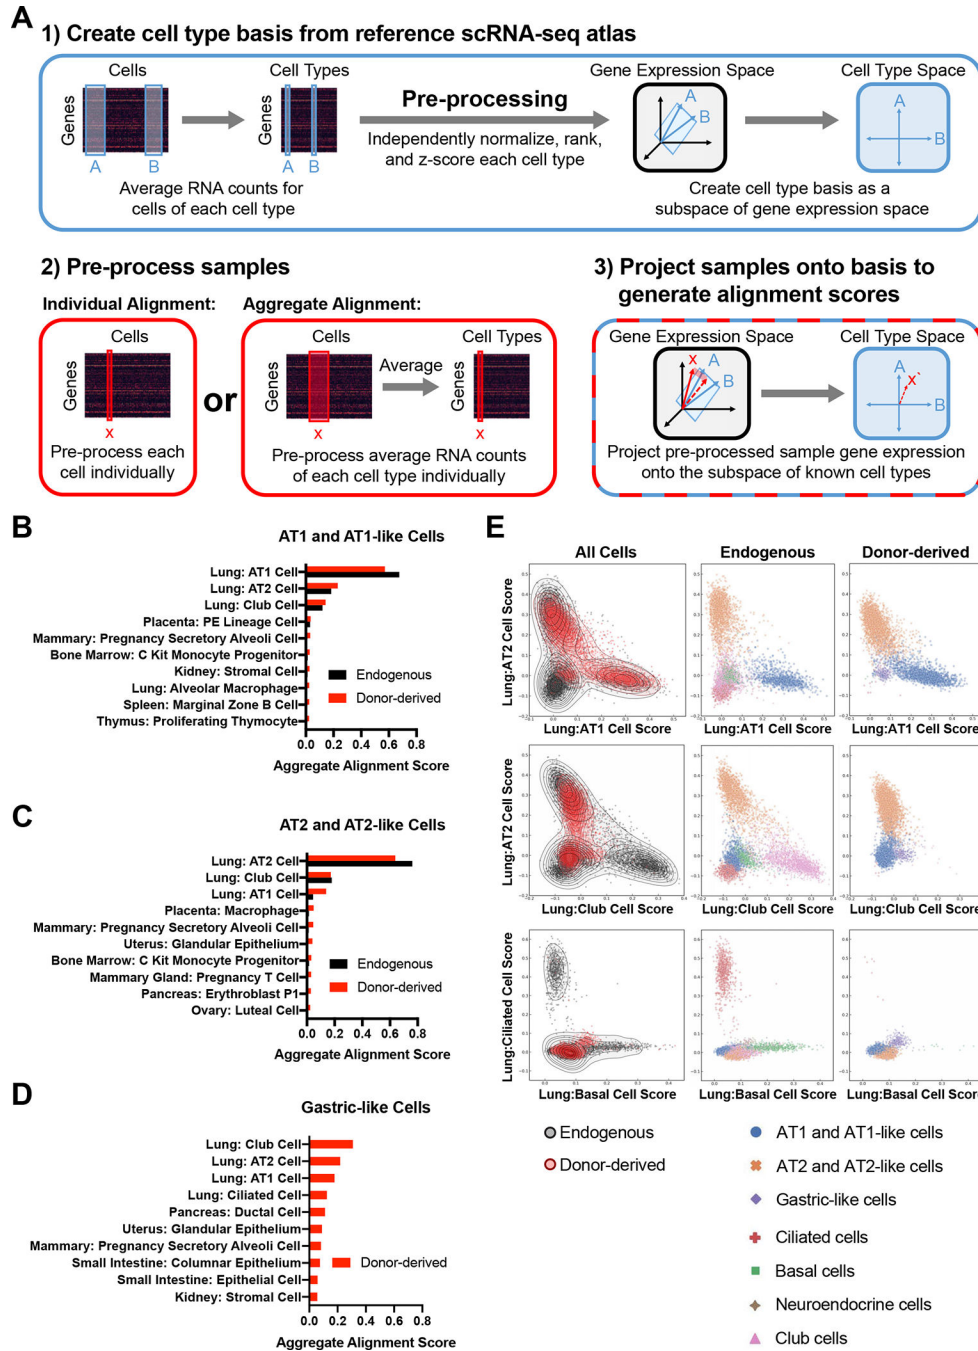 A
1) Create cell type basis from reference scRNA-seq atlas
Cells
Cell Types
Genes
A
B
A
B
Average RNA counts for
cells of each cell type
Pre-processing
Independently normalize, rank,
and z-score each cell type
Gene Expression Space
Cell Type Space
A
B
A
B
Create cell type basis as a
subspace of gene expression space
2) Pre-process samples
Individual Alignment:
Cells
Genes
x
Pre-process each
cell individually
or
Aggregate Alignment:
Cells
Cell Types
Genes
Average
x
x
Pre-process average RNA counts
of each cell type individually
3) Project samples onto basis to
generate alignment scores
Gene Expression Space
Cell Type Space
X
A
B
A
X`
B
Project pre-processed sample gene expression
onto the subspace of known cell types
B
AT1 and AT1-like Cells
Lung: AT1 Cell
Lung: AT2 Cell
Lung: Club Cell
Placenta: PE Lineage Cell
Mammary: Pregnancy Secretory Alveoli Cell
Bone Marrow: C Kit Monocyte Progenitor
Kidney: Stromal Cell
Lung: Alveolar Macrophage
Spleen: Marginal Zone B Cell
Thymus: Proliferating Thymocyte
Endogenous
Donor-derived
0.0 0.2 0.4 0.6 0.8
Aggregate Alignment Score
C
AT2 and AT2-like Cells
Lung: AT2 Cell
Lung: Club Cell
Lung: AT1 Cell
Placenta: Macrophage
Mammary: Pregnancy Secretory Alveoli Cell
Uterus: Glandular Epithelium
Bone Marrow: C Kit Monocyte Progenitor
Mammary Gland: Pregnancy T Cell
Pancreas: Erythroblast P1
Ovary: Luteal Cell
Endogenous
Donor-derived
0.0 0.2 0.4 0.6 0.8
Aggregate Alignment Score
D
Gastric-like Cells
Lung: Club Cell
Lung: AT2 Cell
Lung: AT1 Cell
Lung: Ciliated Cell
Pancreas: Ductal Cell
Uterus: Glandular Epithelium
Mammary: Pregnancy Secretory Alveoli Cell
Small Intestine: Columnar Epithelium
Small Intestine: Epithelial Cell
Kidney: Stromal Cell
Donor-derived
0.0 0.2 0.4 0.6 0.8
Aggregate Alignment Score
E
All Cells
Endogenous
Donor-derived
Lung:AT2 Cell Score
Lung:AT1 Cell Score
Lung:AT1 Cell Score
Lung:AT1 Cell Score
Lung:AT2 Cell Score
Lung:Club Cell Score
Lung:Club Cell Score
Lung:Club Cell Score
Lung:Ciliated Cell Score
Lung:Basal Cell Score
Lung:Basal Cell Score
Lung:Basal Cell Score
Endogenous
Donor-derived
AT1 and AT1-like cells
AT2 and AT2-like cells
Gastric-like cells
Ciliated cells
Basal cells
Neuroendocrine cells
Club cells